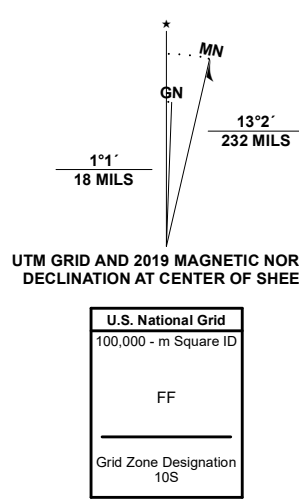 ★
MN
GN
13°2´
232 MILS
1°1´
18 MILS
UTM GRID AND 2019 MAGNETIC NOR
DECLINATION AT CENTER OF SHEE
U.S. National Grid
100,000 - m Square ID
FF
Grid Zone Designation
10S